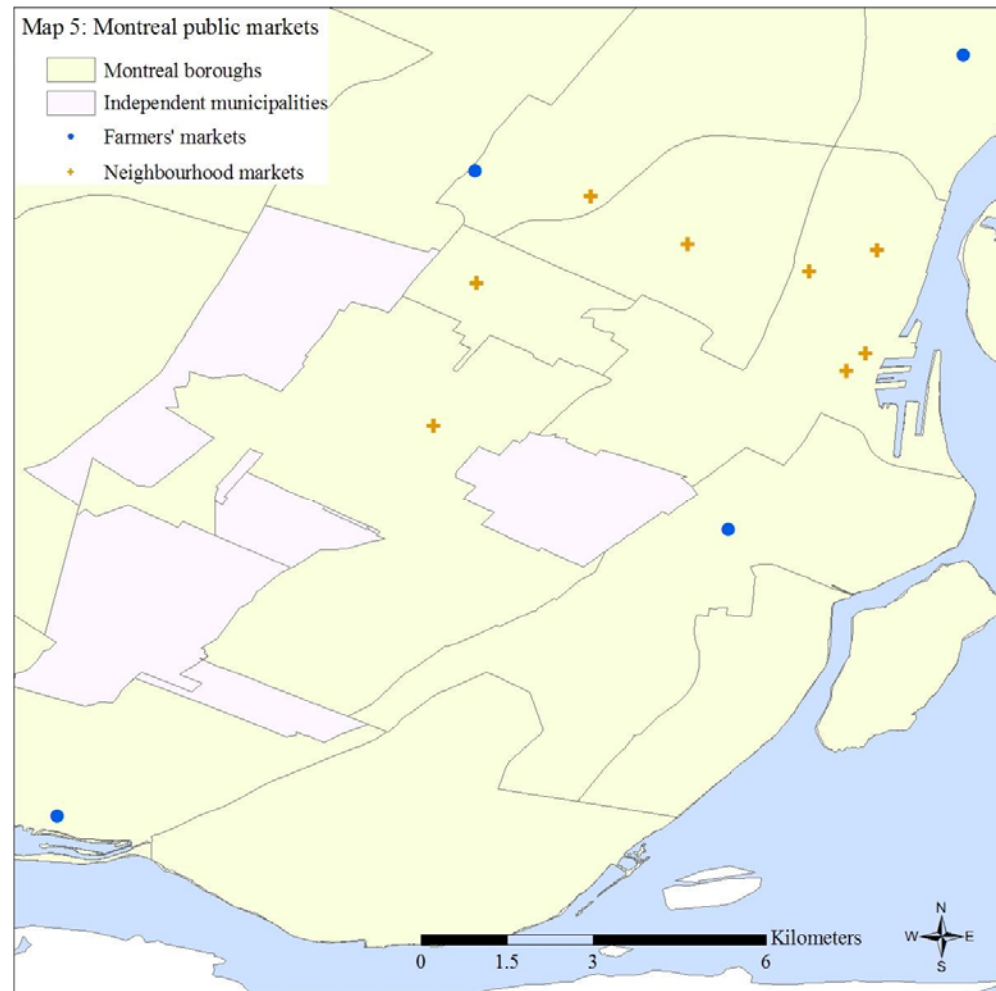 Map 5: Montreal public markets
Montreal boroughs
Independent municipalities
Farmers' markets
Neighbourhood markets
N
W E
S
Kilometers
0 1.5 3 6